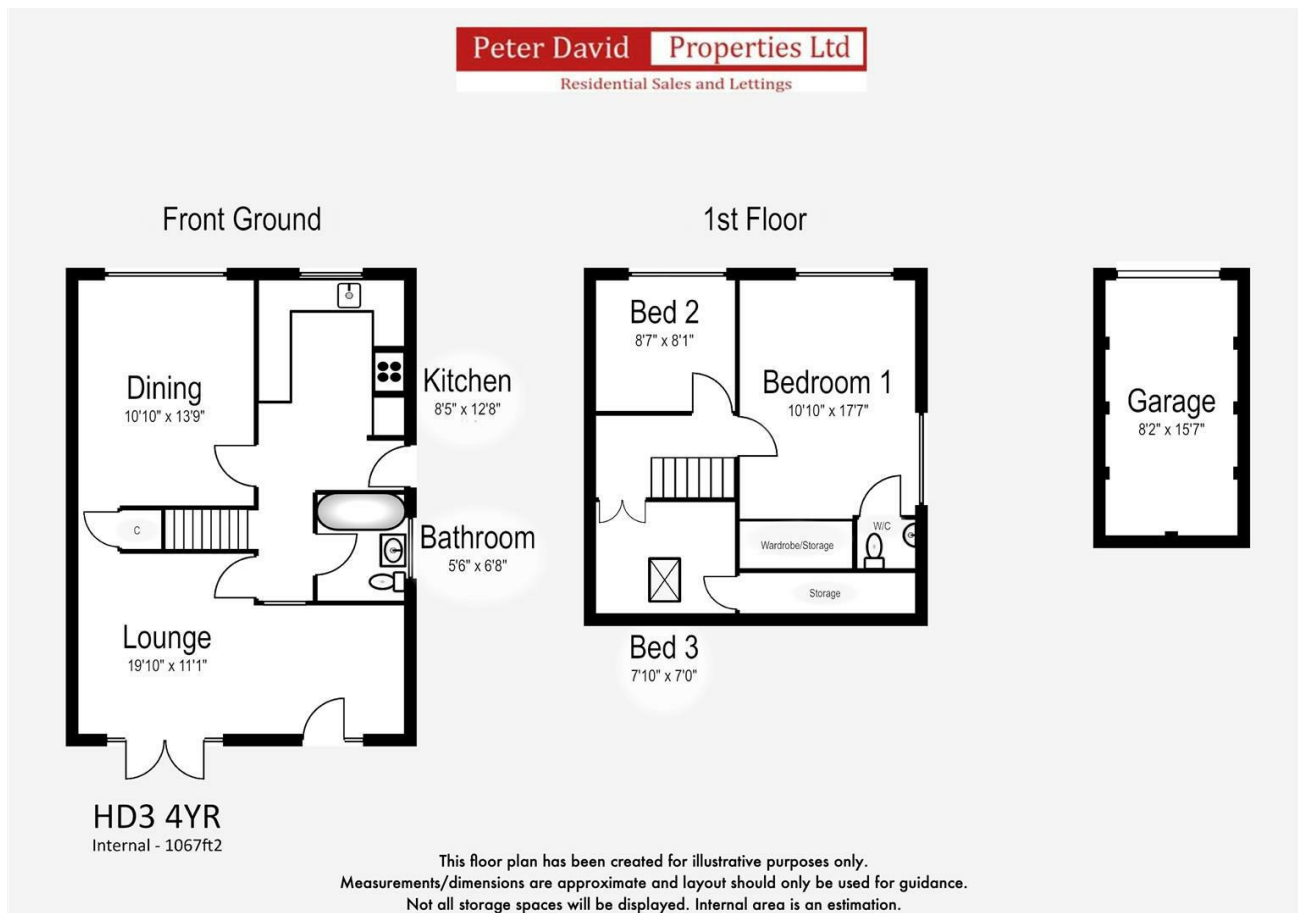 Peter David Properties Ltd
Residential Sales and Lettings
Front Ground
1st Floor
Dining
10'10" x 13'9"
Kitchen
8'5" x 12'8"
C
Bathroom
5'6" x 6'8"
Lounge
19'10" x 11'1"
Bed 2
8'7" x 8'1"
Bedroom 1
10'10" x 17'7"
W/C
Wardrobe/Storage
Storage
Bed 3
7'10" x 7'0"
Garage
8'2" x 15'7"
HD3 4YR
Internal - 1067ft2
This floor plan has been created for illustrative purposes only.
Measurements/dimensions are approximate and layout should only be used for guidance.
Not all storage spaces will be displayed. Internal area is an estimation.